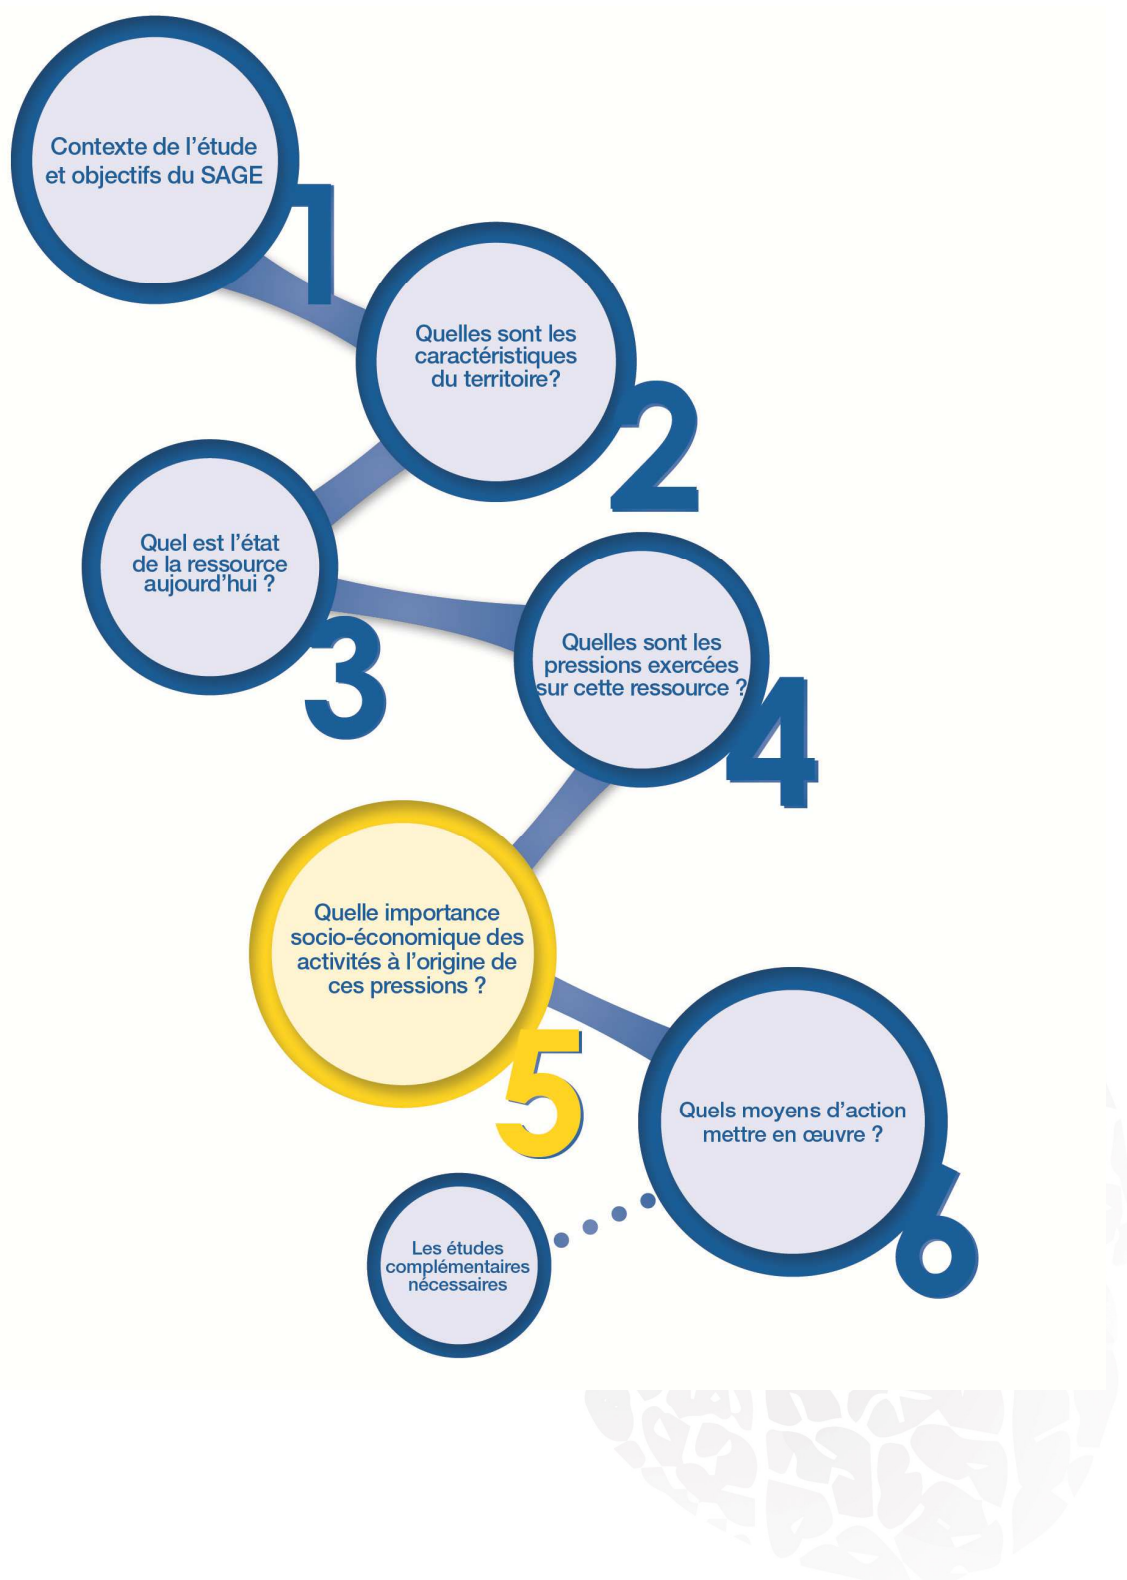 Contexte de l’étude
et objectifs du SAGE
1
Quelles sont les
caractéristiques
du territoire?
2
Quel est l’état
de la ressource
aujourd’hui ?
3
Quelles sont les
pressions exercées
sur cette ressource ?
4
Quelle importance
socio-économique des
activités à l’origine de
ces pressions ?
5
Quels moyens d’action
mettre en œuvre ?
6
Les études
complémentaires
nécessaires